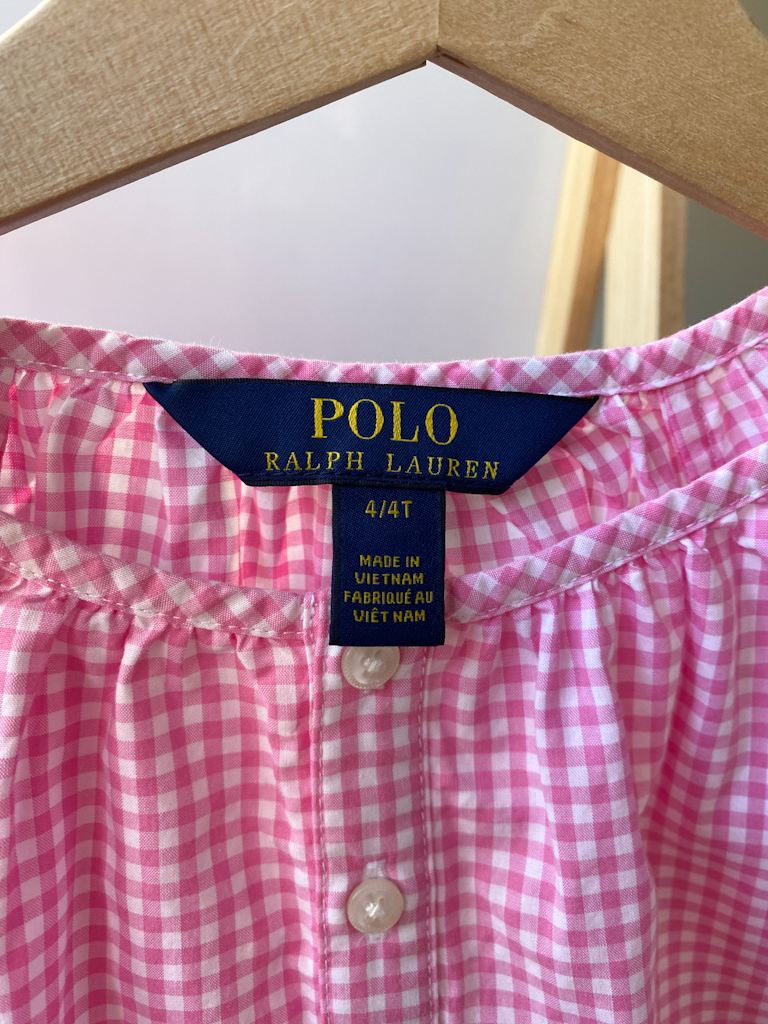 POLO
RALPH LAUREN
4/4T
MADE IN
VIETNAM
FABRIQUÉ AU
VIÊT NAM